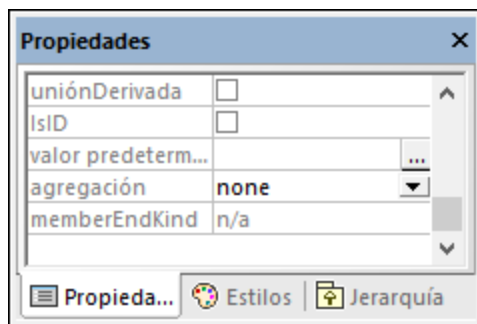 Propiedades
uniónDerivada
IsID
valor predeterm... ...
agregación none
memberEndKind n/a
Propieda... Estilos Jerarquía